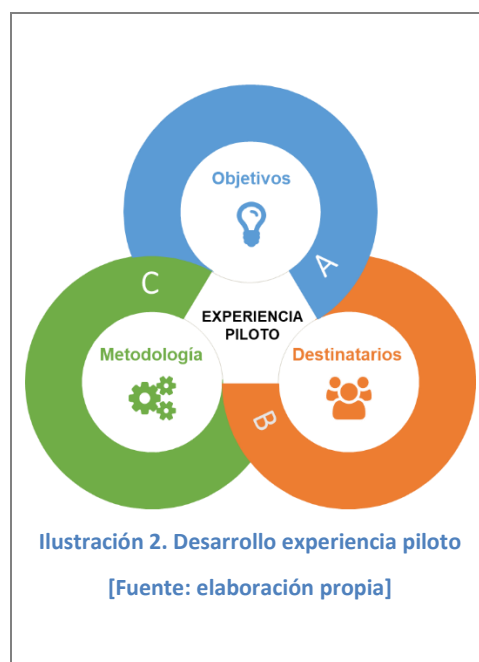 Objetivos
A
C
EXPERIENCIA
PILOTO
Metodología
Destinatarios
B
Ilustración 2. Desarrollo experiencia piloto
[Fuente: elaboración propia]